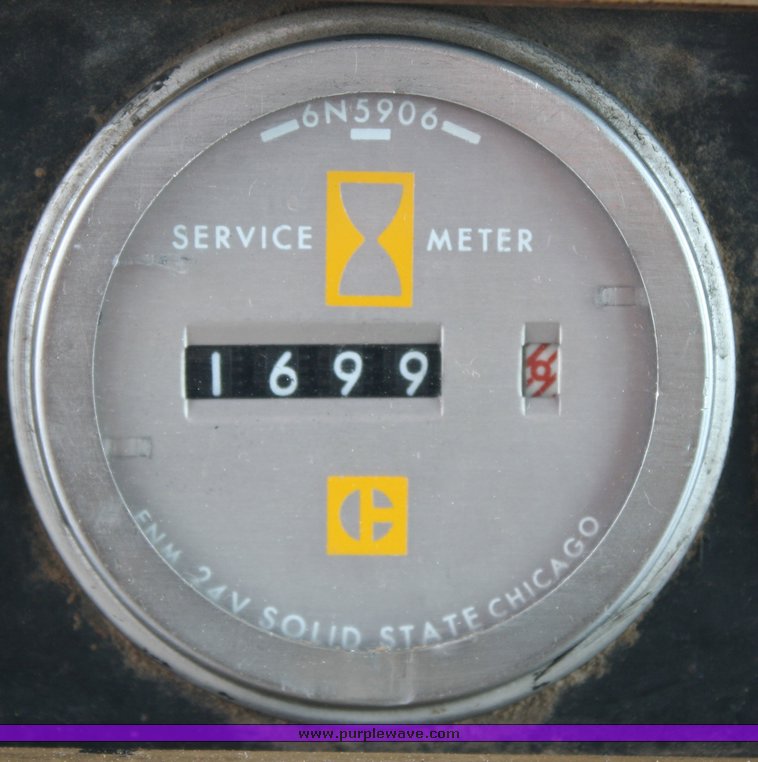 6N5906
SERVICE METER
1699
ENM 24V SOLID STATE CHICAGO
www.purplewave.com